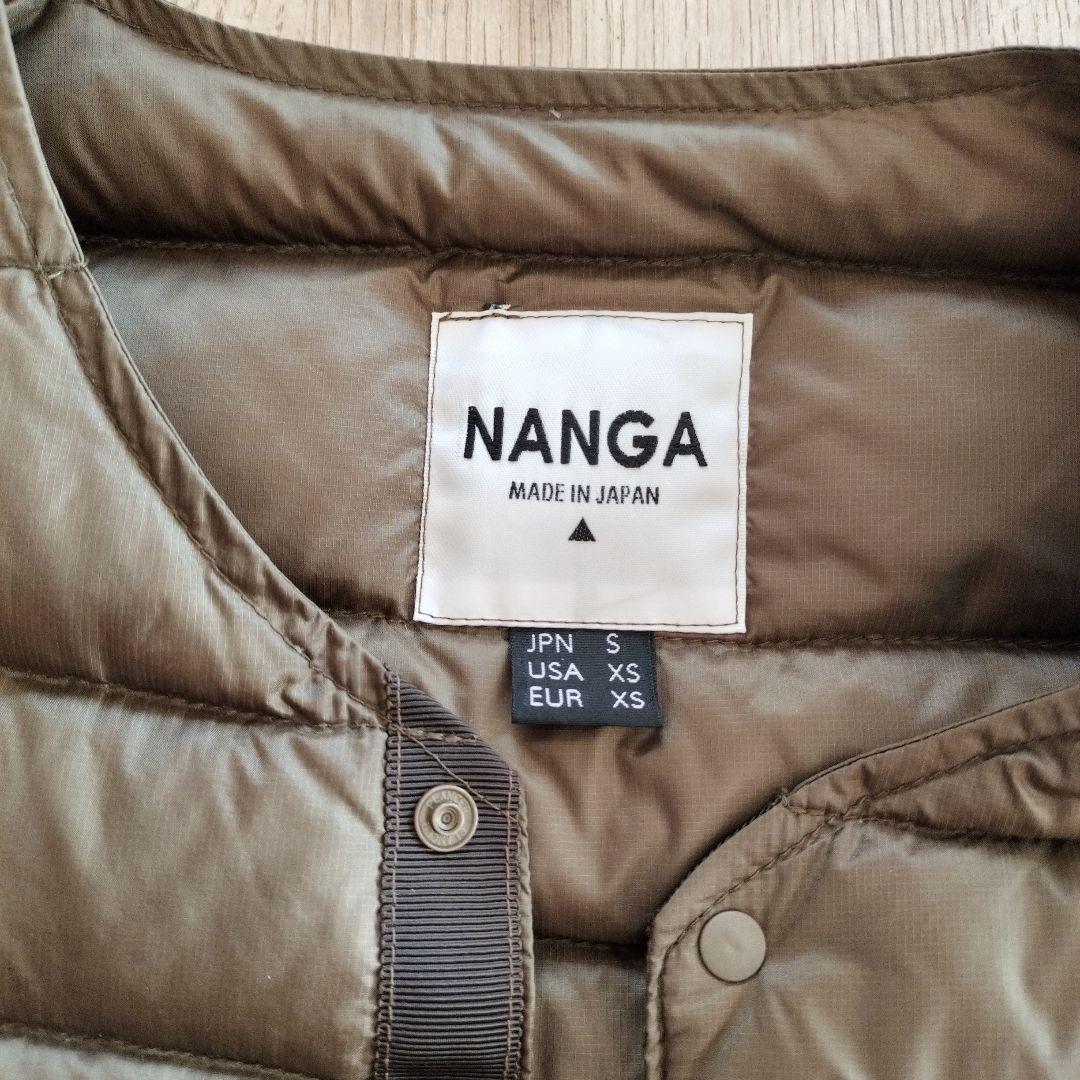 NANGA
MADE IN JAPAN
JPN S
USA XS
EUR XS